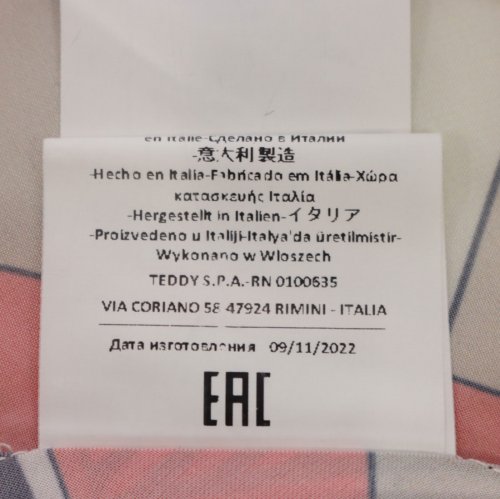 en Italie-Сделано в Италии
-意大利製造
-Hecho en Italia-Fabricado em Itália-Χώρα
κατασκευής Ιταλία
-Hergestellt in Italien-イタリア
-Proizvedeno u Italiji-Italya'da üretilmistir-
Wykonano w Wloszech
TEDDY S.P.A.-RN 0100635
VIA CORIANO 58 47924 RIMINI - ITALIA
Дата изготовления 09/11/2022
EAC